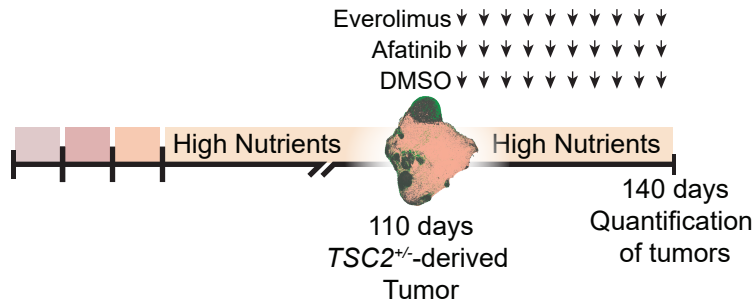 Everolimus
Afatinib
DMSO
High Nutrients
High Nutrients
110 days
TSC2+/--derived
Tumor
140 days
Quantification
of tumors